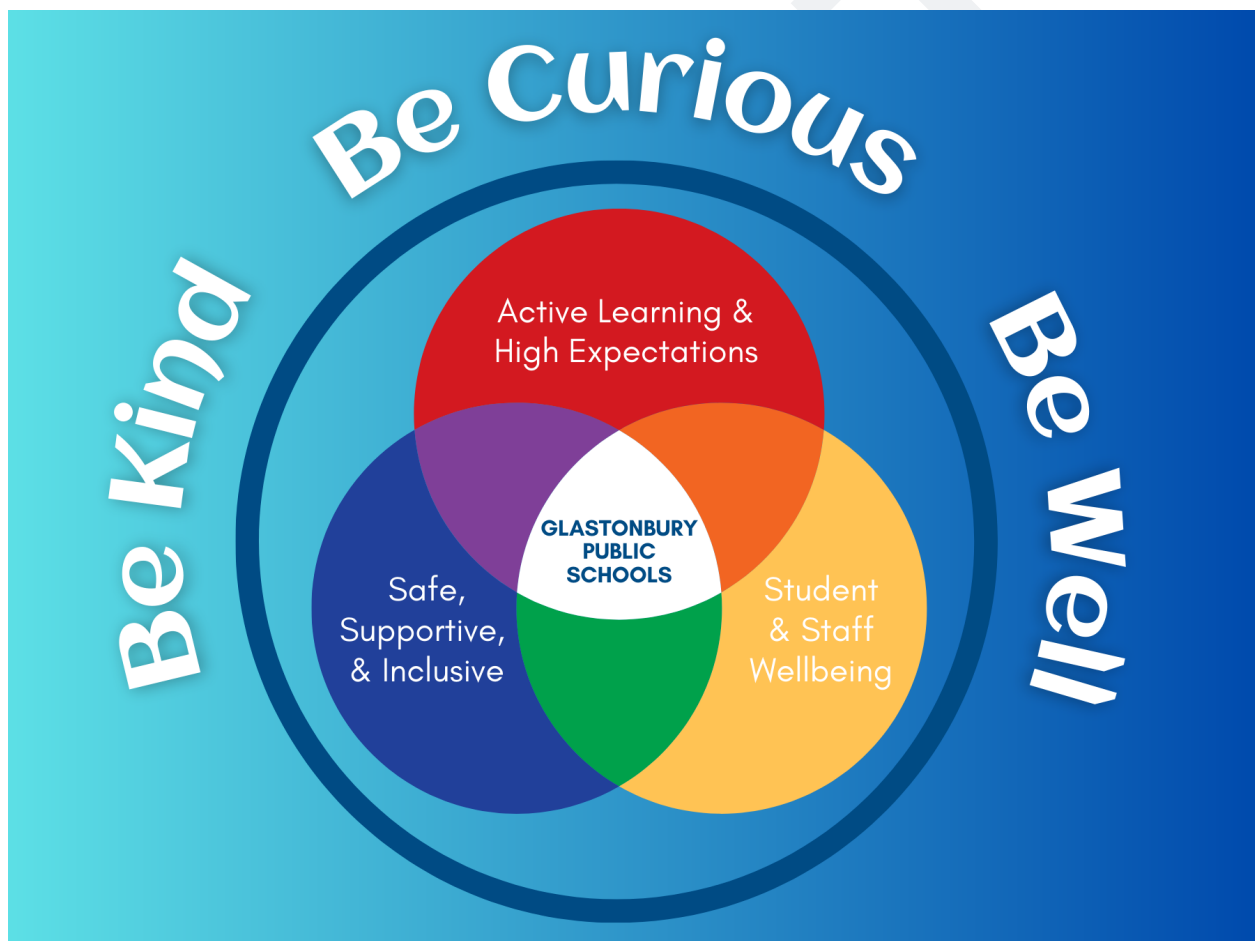 Be Kind
Be Curious
Be Well
Active Learning &
High Expectations
Safe,
Supportive,
& Inclusive
GLASTONBURY
PUBLIC
SCHOOLS
Student
& Staff
Wellbeing